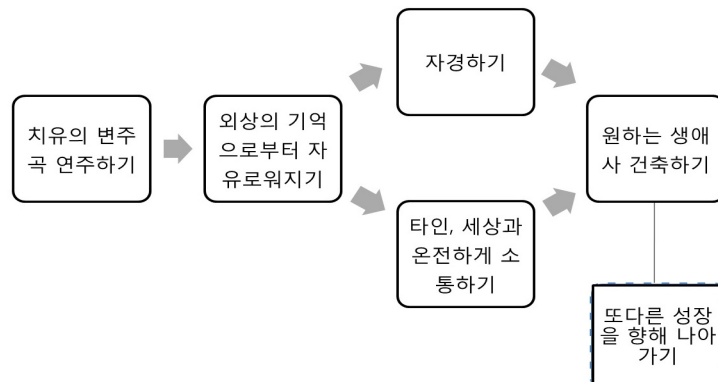 치유의 변주
곡 연주하기
외상의 기억
으로부터 자
유로워지기
자경하기
타인, 세상과
온전하게 소
통하기
원하는 생애
사 건축하기
또다른 성장
을 향해 나아
가기